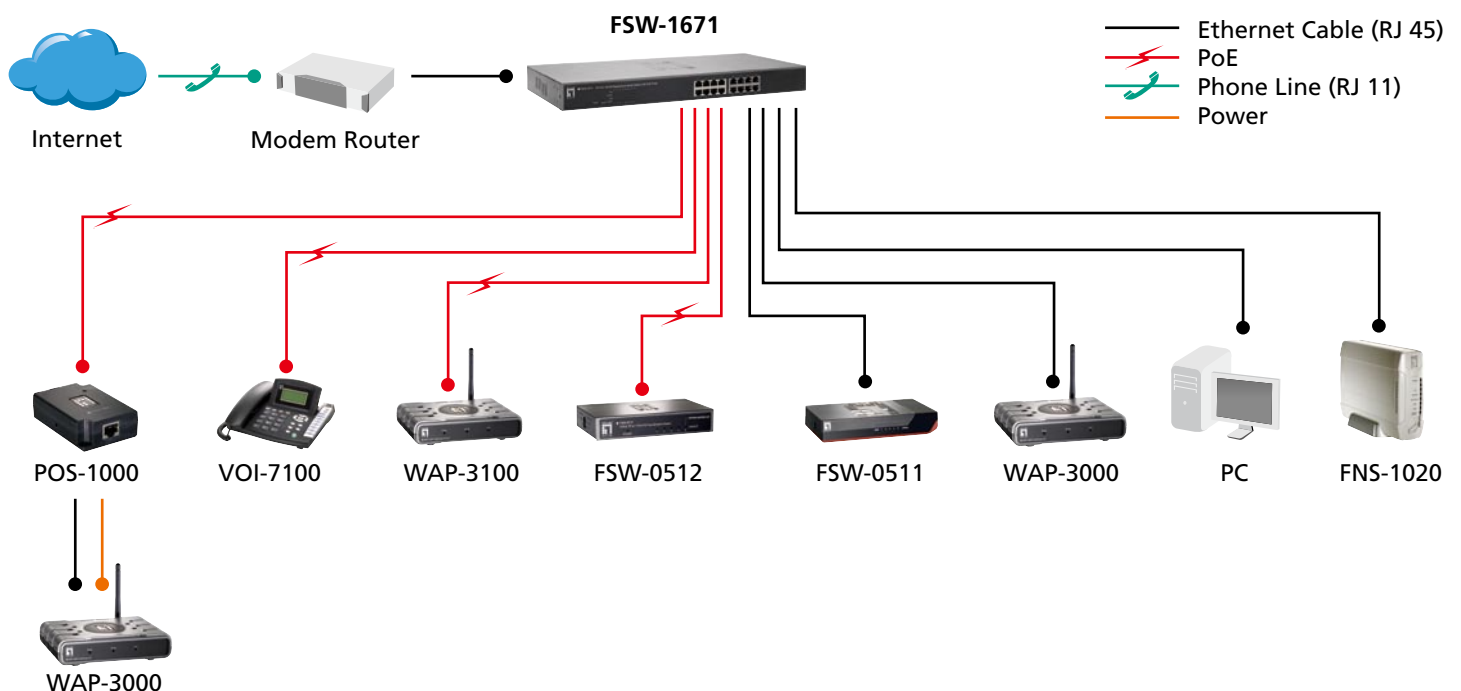 FSW-1671
Ethernet Cable (RJ 45)
PoE
Phone Line (RJ 11)
Power
Internet
Modem Router
POS-1000
VOI-7100
WAP-3100
FSW-0512
FSW-0511
WAP-3000
PC
FNS-1020
WAP-3000